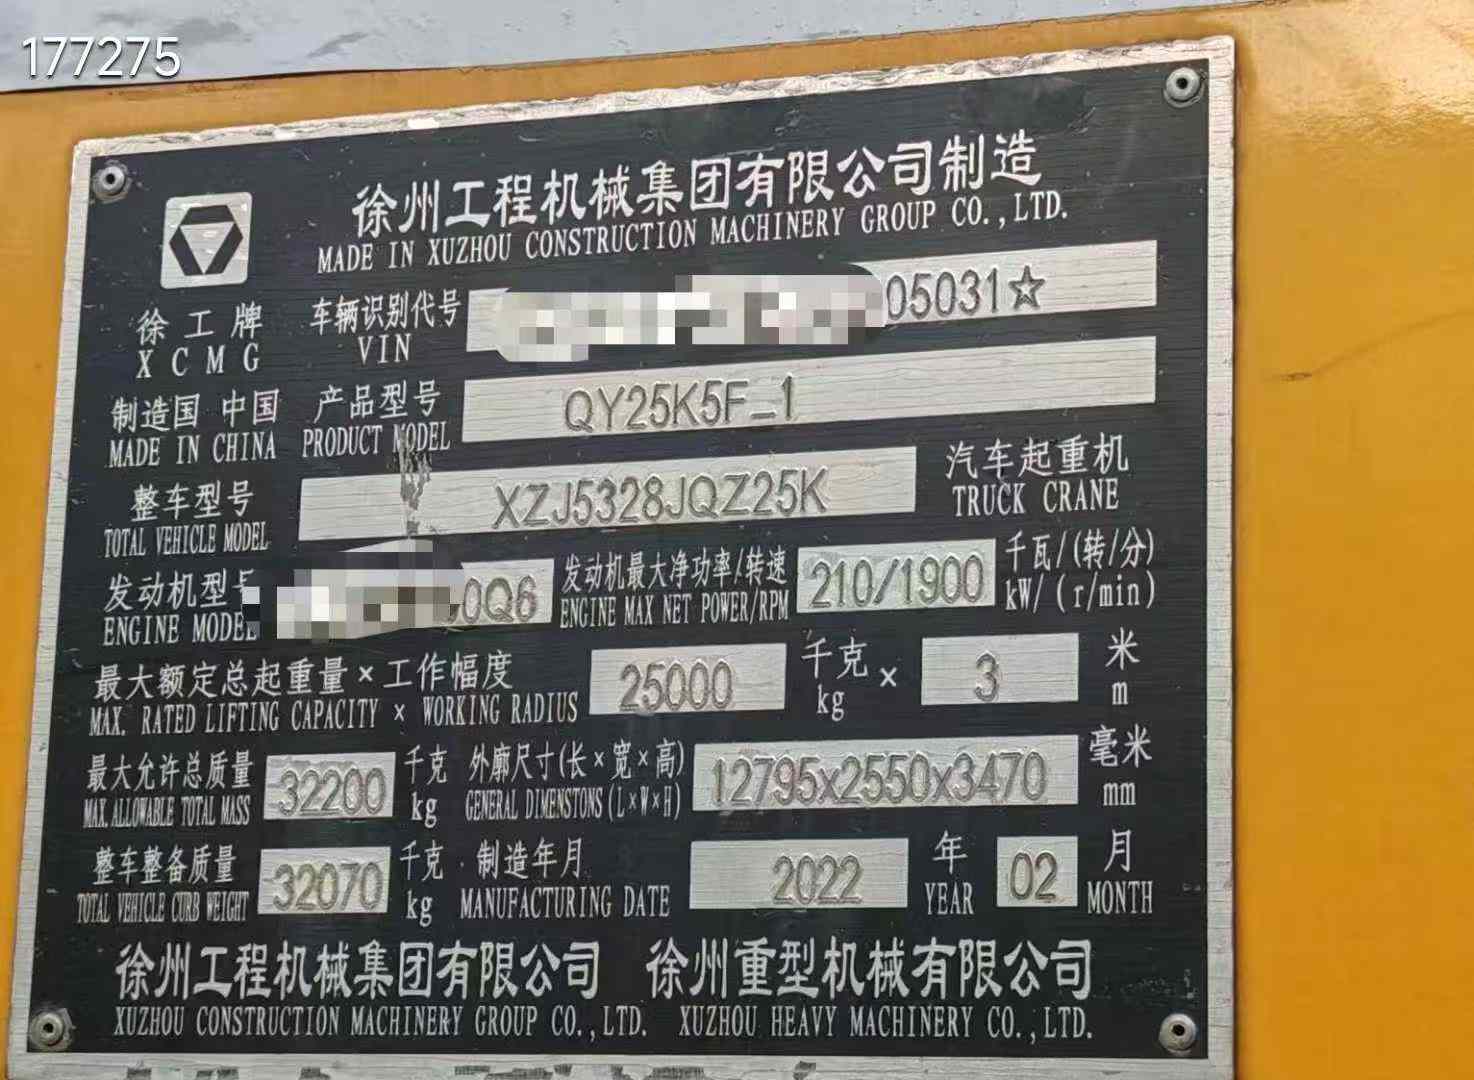 177275
徐州工程机械集团有限公司制造
MADE IN XUZHOU CONSTRUCTION MACHINERY GROUP CO.,LTD.
徐工牌
XCMG
车辆识别代号
VIN
05031☆
制造国 中国
MADE IN CHINA
产品型号
PRODUCT MODEL
QY25K5F_1
整车型号
TOTAL VEHICLE MODEL
XZJ5328JQZ25K
汽车起重机
TRUCK CRANE
发动机型号
ENGINE MODEL
0Q6
发动机最大净功率/转速
ENGINE MAX NET POWER/RPM
210/1900
千瓦/(转/分)
kW/(r/min)
最大额定总起重量×工作幅度
MAX. RATED LIFTING CAPACITY × WORKING RADIUS
25000
千克
kg
×
3
米
m
最大允许总质量
MAX. ALLOWABLE TOTAL MASS
32200
千克
kg
外廓尺寸(长×宽×高)
GENERAL DIMENSTONS(L×W×H)
12795x2550x3470
毫米
mm
整车整备质量
TOTAL VEHICLE CURB WEIGHT
32070
千克
kg
制造年月
MANUFACTURING DATE
2022
年
YEAR
02
月
MONTH
徐州工程机械集团有限公司 徐州重型机械有限公司
XUZHOU CONSTRUCTION MACHINERY GROUP CO.,LTD. XUZHOU HEAVY MACHINERY CO.,LTD.